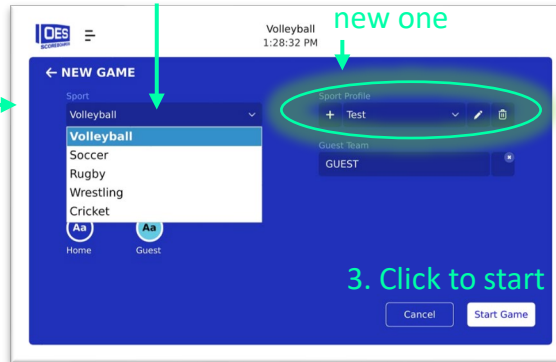 new one
OES
SCOREBOARDS
Volleyball
1:28:32 PM
← NEW GAME
Sport
Volleyball
Volleyball
Soccer
Rugby
Wrestling
Cricket
Sport Profile
+ Test
Guest Team
GUEST
Aa
Aa
Home
Guest
3. Click to start
Cancel
Start Game